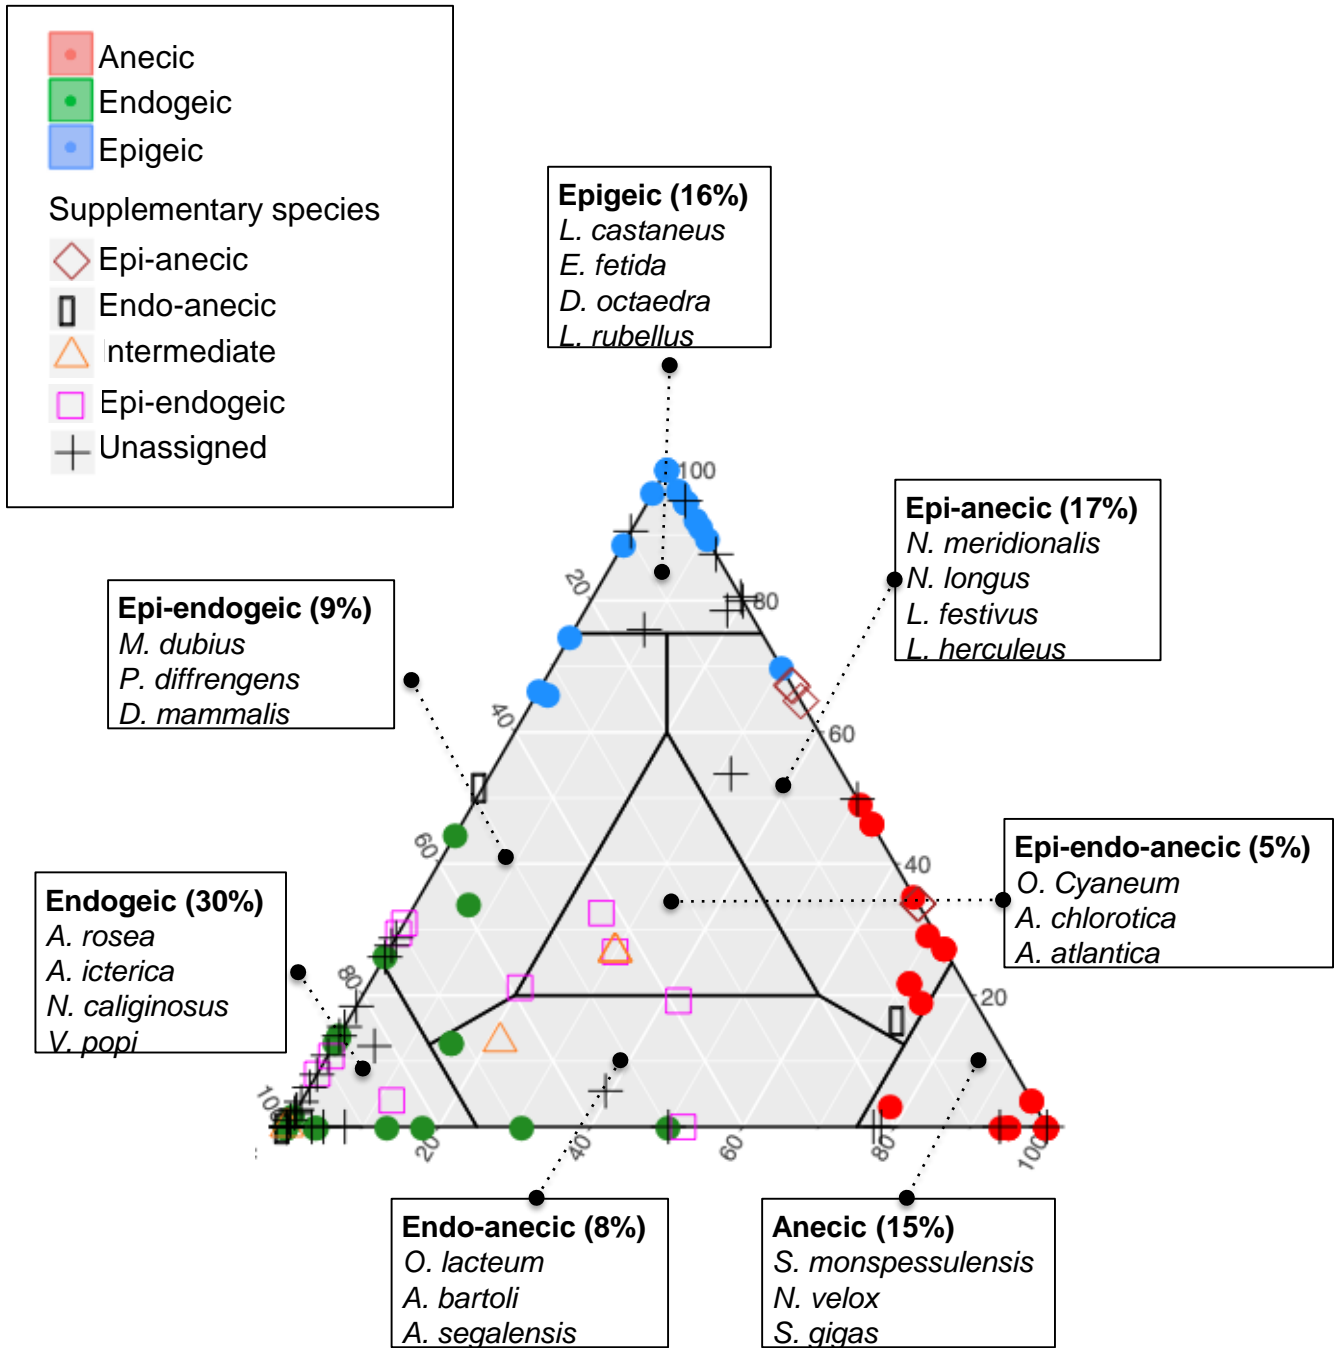 Anecic
Endogeic
Epigeic
Supplementary species
Epi-anecic
Endo-anecic
Intermediate
Epi-endogeic
Unassigned
Epigeic (16%)
L. castaneus
E. fetida
D. octaedra
L. rubellus
Epi-anecic (17%)
N. meridionalis
N. longus
L. festivus
L. herculeus
Epi-endogeic (9%)
M. dubius
P. diffrengens
D. mammalis
Epi-endo-anecic (5%)
O. Cyaneum
A. chlorotica
A. atlantica
Endogeic (30%)
A. rosea
A. icterica
N. caliginosus
V. popi
Endo-anecic (8%)
O. lacteum
A. bartoli
A. segalensis
Anecic (15%)
S. monspessulensis
N. velox
S. gigas
100
80
60
40
20
20
40
60
80
100
20
40
60
80
100